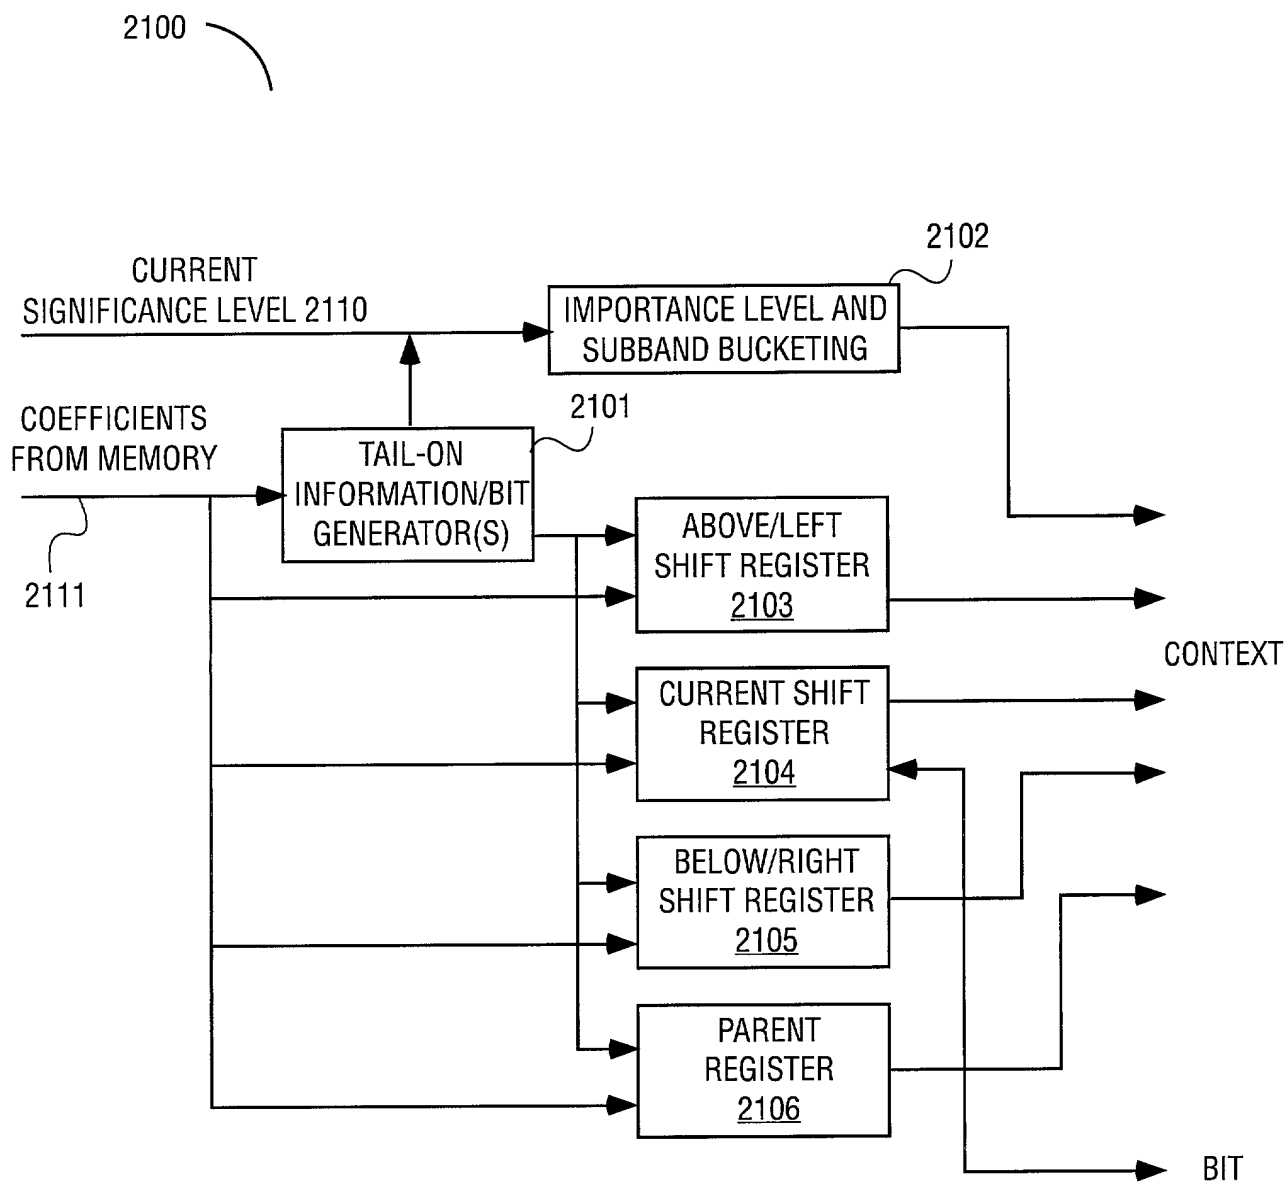 2100
2102
CURRENT
SIGNIFICANCE LEVEL 2110
IMPORTANCE LEVEL AND
SUBBAND BUCKETING
COEFFICIENTS
FROM MEMORY
2101
TAIL-ON
INFORMATION/BIT
GENERATOR(S)
2111
ABOVE/LEFT
SHIFT REGISTER
2103
CONTEXT
CURRENT SHIFT
REGISTER
2104
BELOW/RIGHT
SHIFT REGISTER
2105
PARENT
REGISTER
2106
BIT